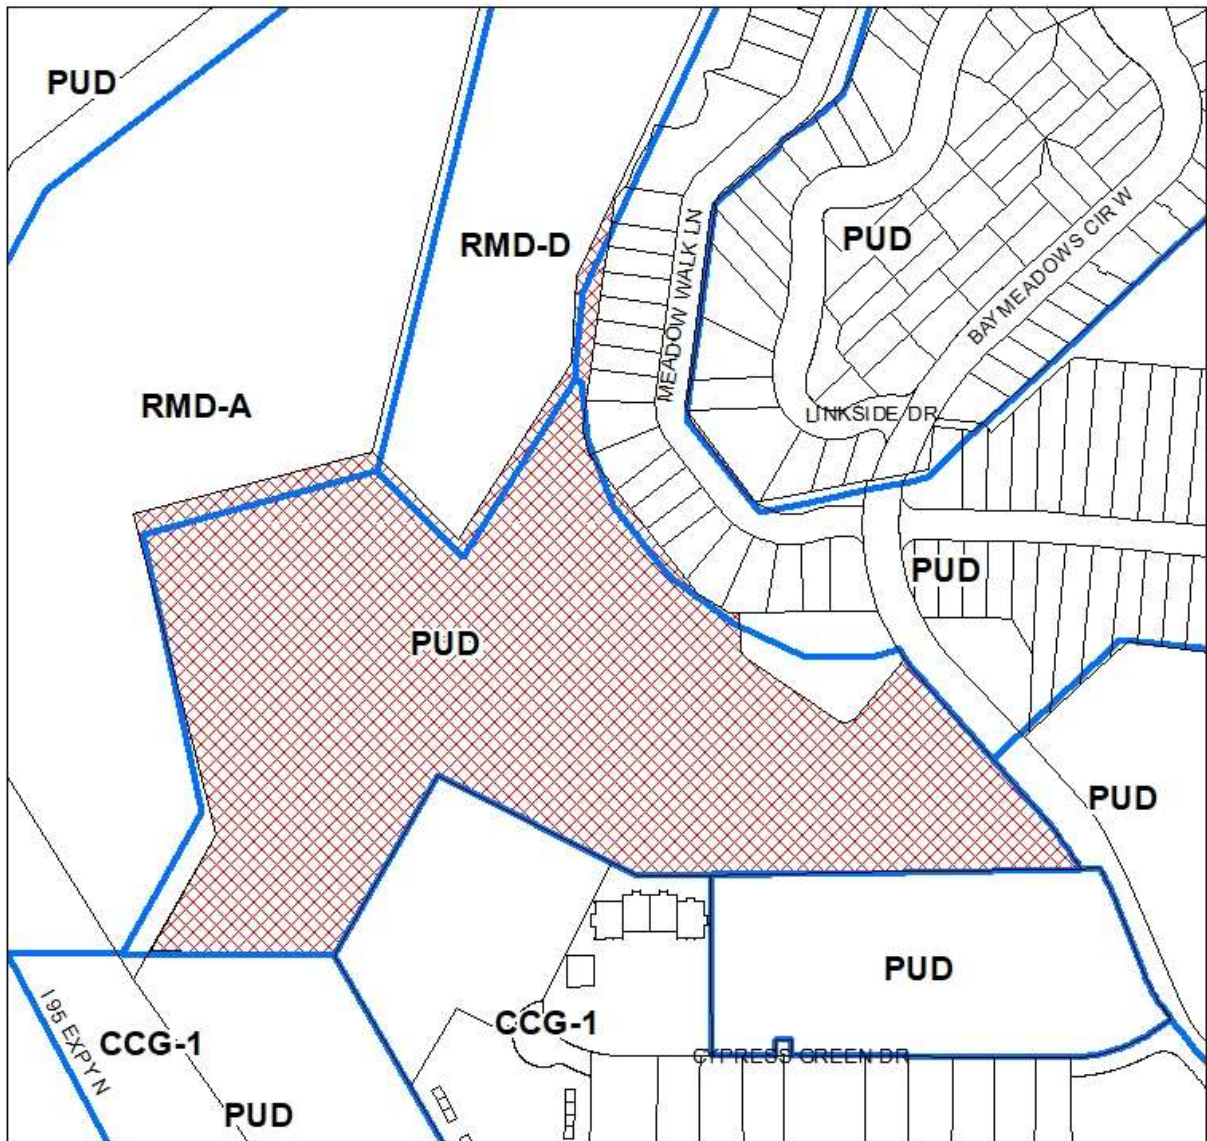 PUD
RMD-D
PUD
MEADOW WALK LN
BAYMEADOWS CIR W
RMD-A
LINKSIDE DR
PUD
PUD
PUD
PUD
I 95 EXPY N
CCG-1
CCG-1
CYPRESS GREEN DR
PUD